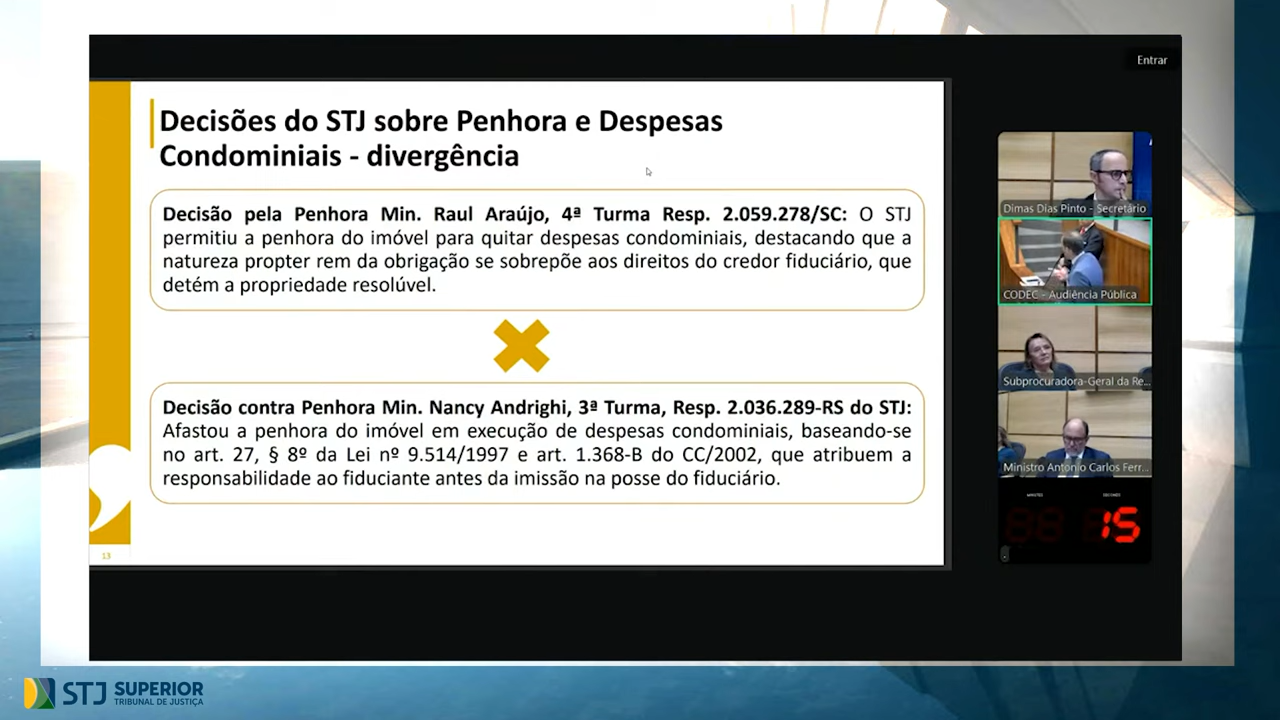 Entrar
Decisões do STJ sobre Penhora e Despesas
Condominiais - divergência
Decisão pela Penhora Min. Raul Araújo, 4ª Turma Resp. 2.059.278/SC: O STJ
permitiu a penhora do imóvel para quitar despesas condominiais, destacando que a
natureza propter rem da obrigação se sobrepõe aos direitos do credor fiduciário, que
detém a propriedade resolúvel.
Decisão contra Penhora Min. Nancy Andrighi, 3ª Turma, Resp. 2.036.289-RS do STJ:
Afastou a penhora do imóvel em execução de despesas condominiais, baseando-se
no art. 27, § 8º da Lei nº 9.514/1997 e art. 1.368-B do CC/2002, que atribuem a
responsabilidade ao fiduciante antes da imissão na posse do fiduciário.
13
Dimas Dias Pinto - Secretário
CODEC - Audiência Pública
Subprocuradora-Geral da Re...
Ministro Antonio Carlos Ferr...
MINUTES
SECONDS
15
STJ SUPERIOR
TRIBUNAL DE JUSTIÇA